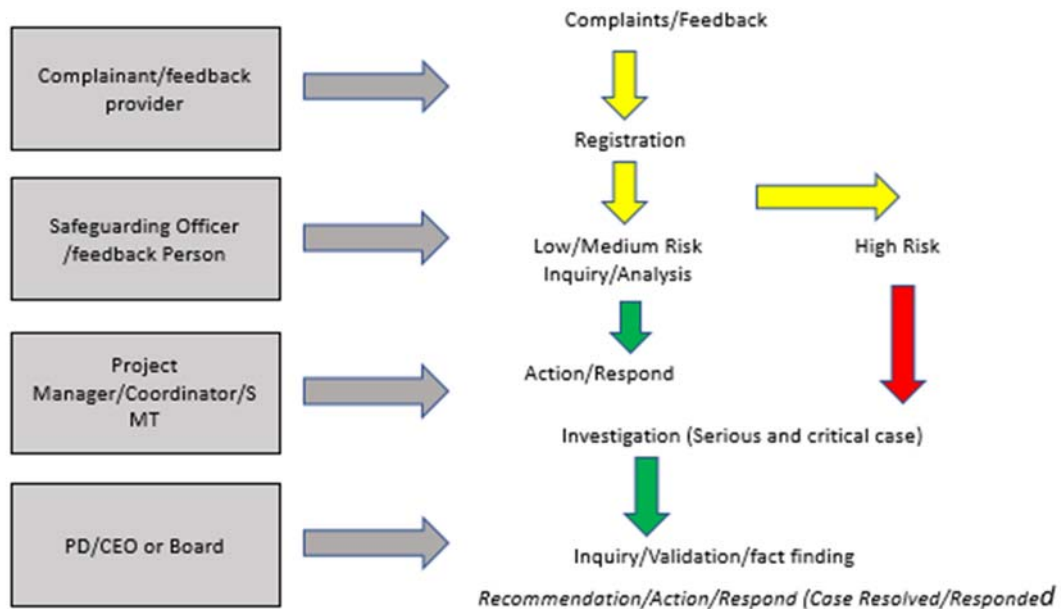 Complaints/Feedback
Complainant/feedback
provider
Registration
Safeguarding Officer
/feedback Person
Low/Medium Risk
Inquiry/Analysis
High Risk
Project
Manager/Coordinator/S
MT
Action/Respond
Investigation (Serious and critical case)
PD/CEO or Board
Inquiry/Validation/fact finding
Recommendation/Action/Respond (Case Resolved/Responded